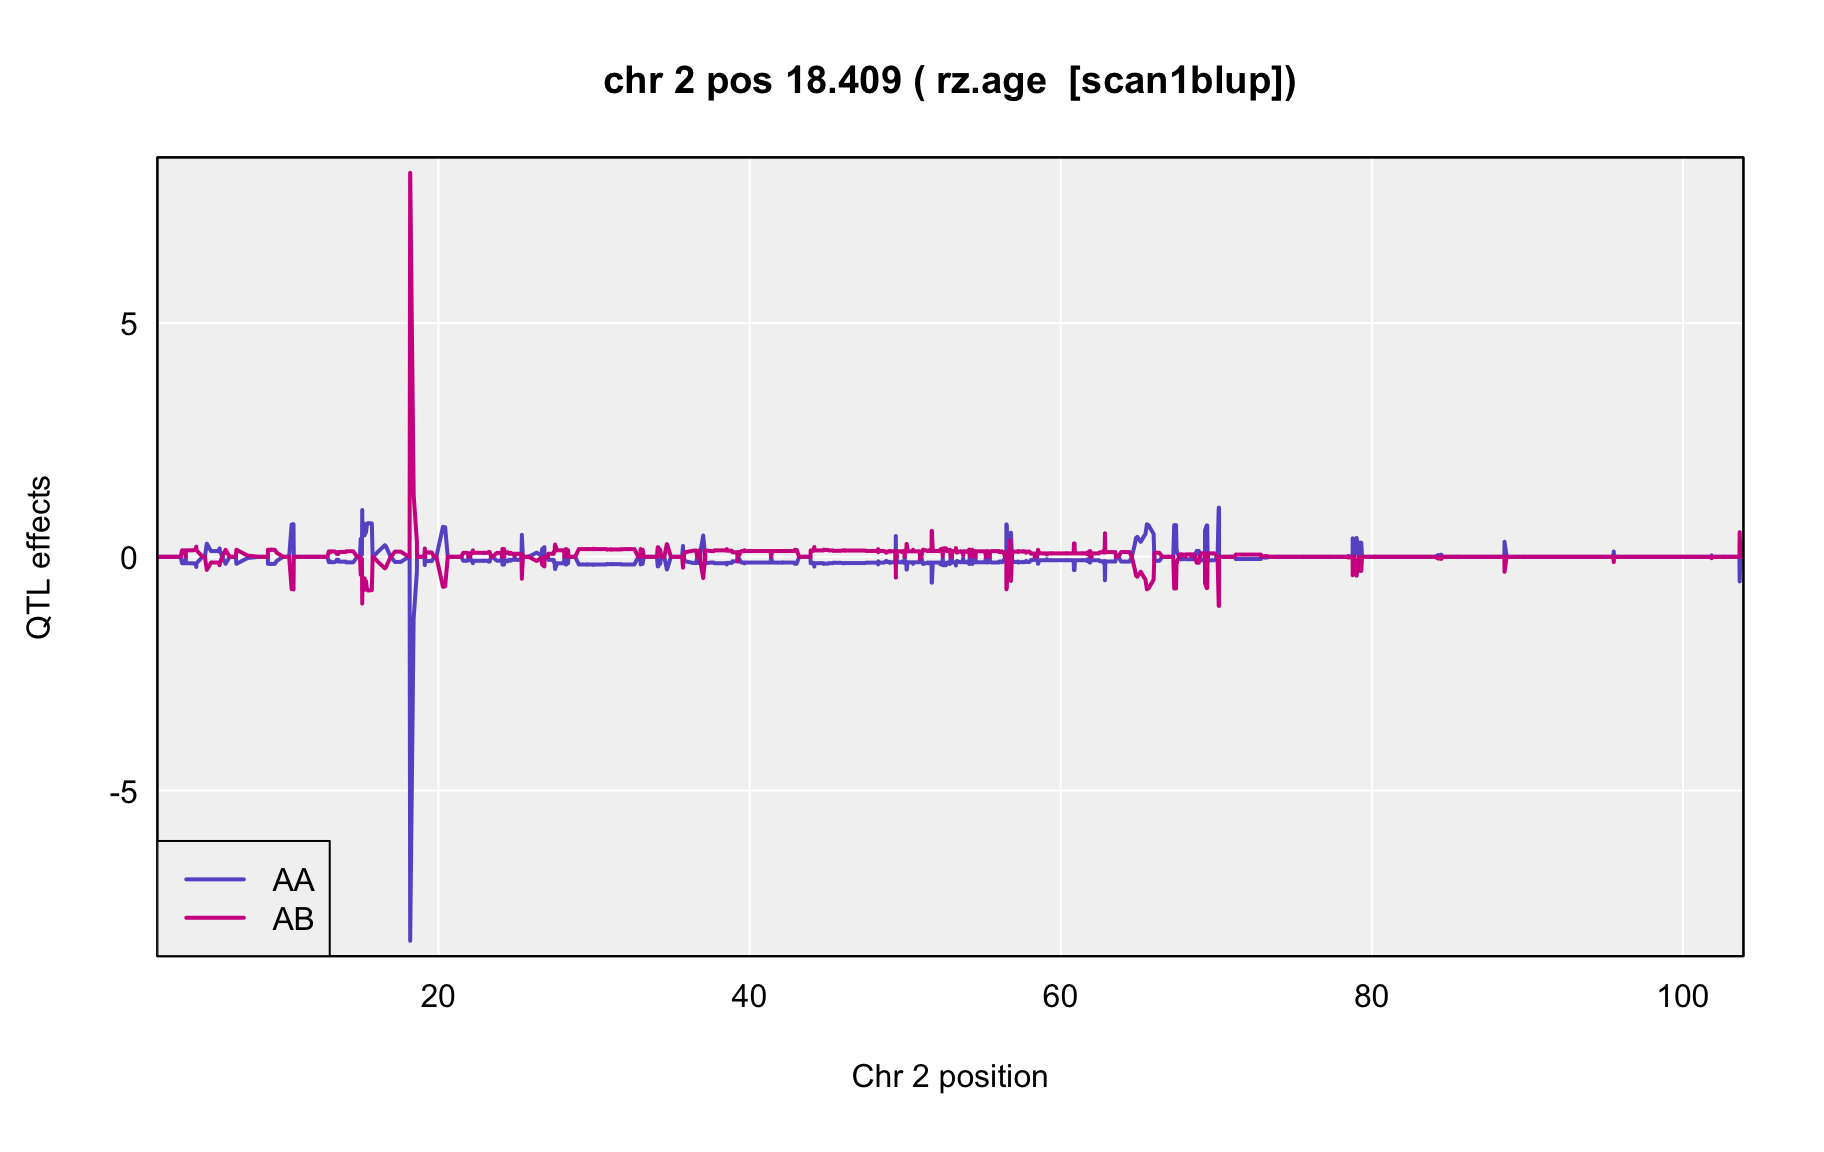 chr 2 pos 18.409 ( rz.age  [scan1blup])
QTL effects
5
0
-5
AA
AB
20 40 60 80 100
Chr 2 position